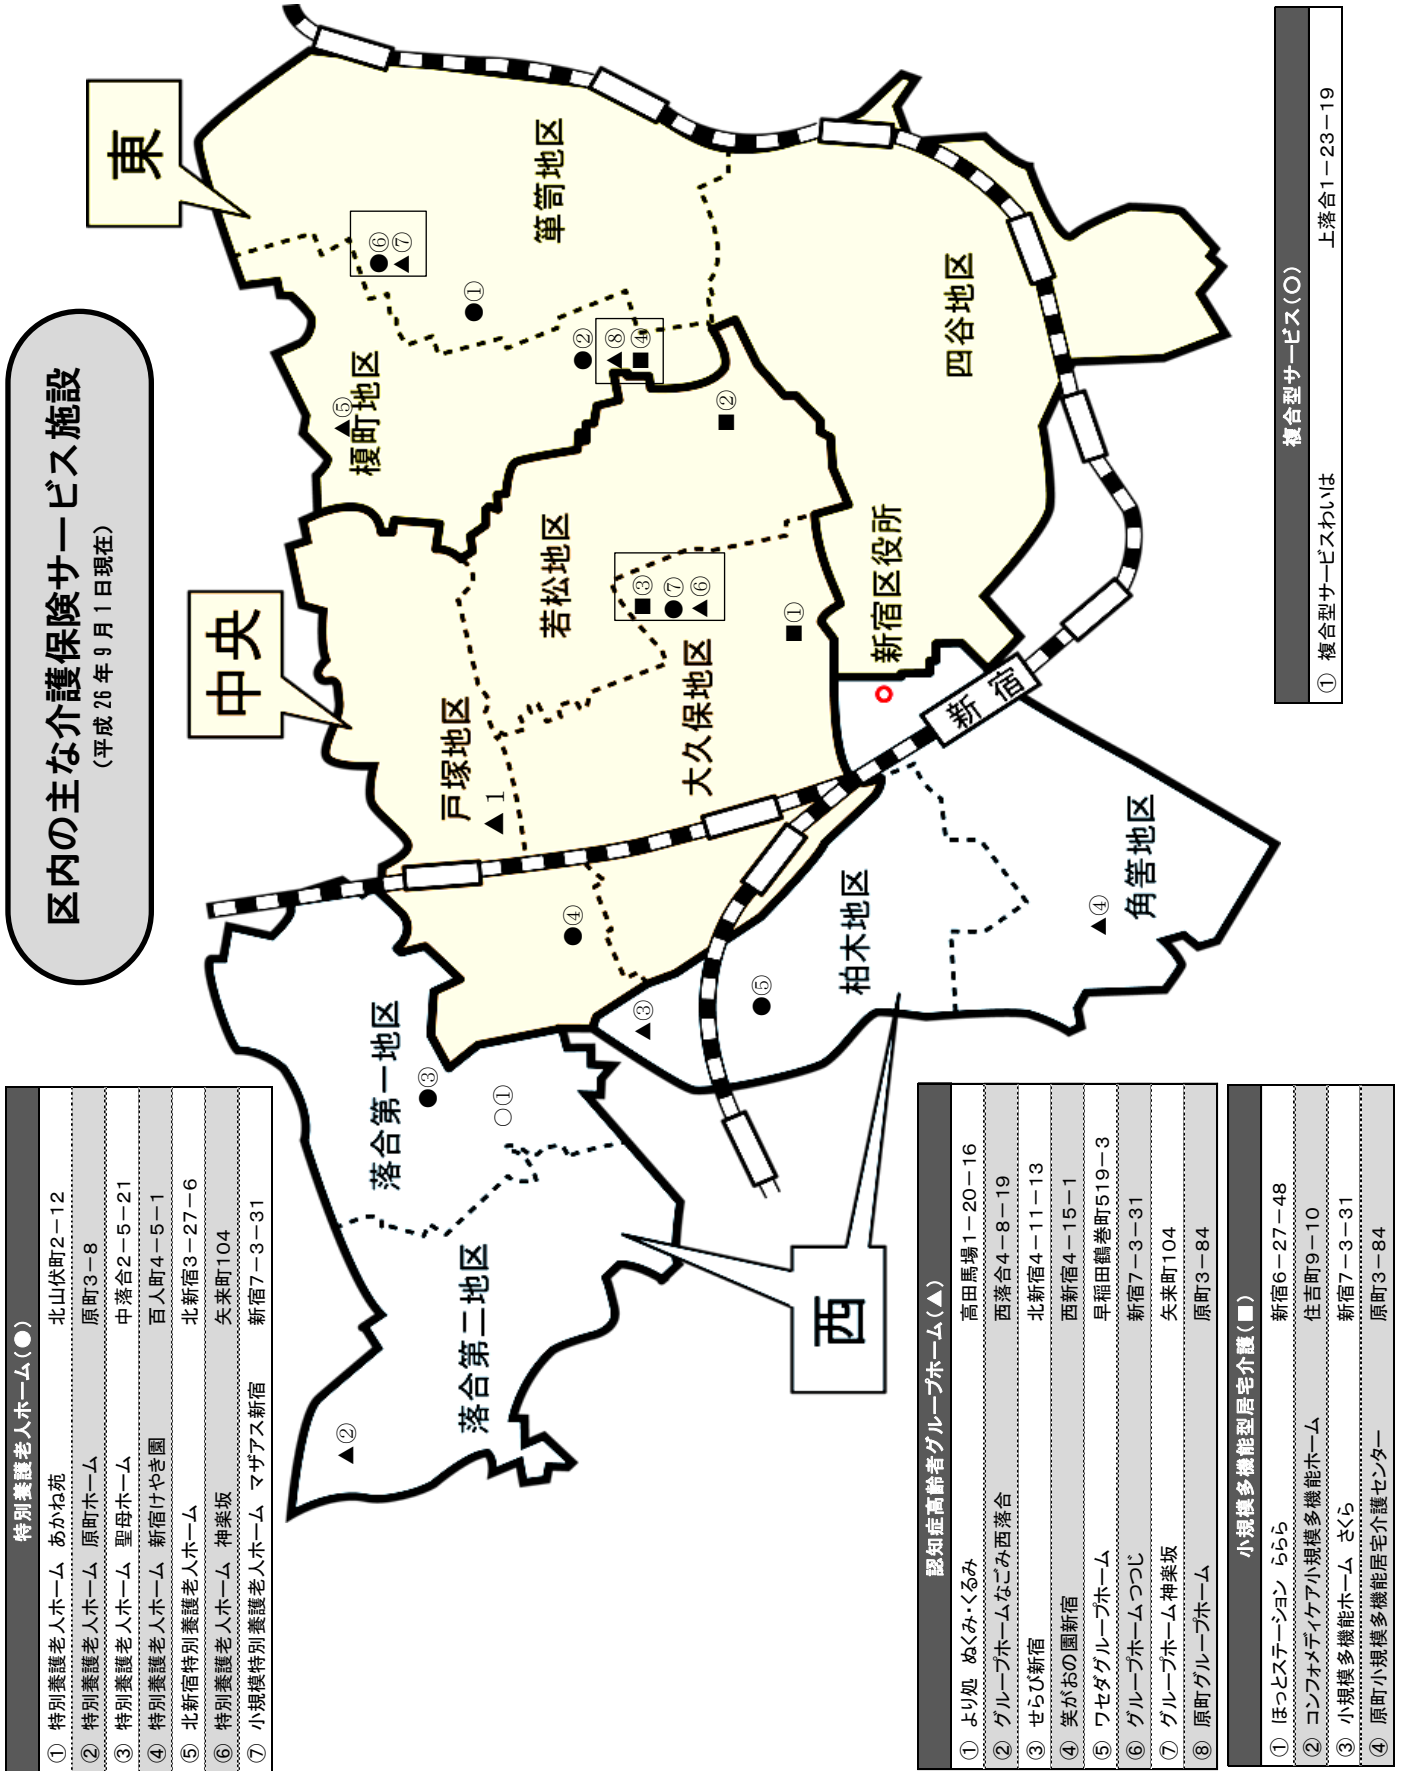 区内の主な介護保険サービス施設
（平成26年9月1日現在）
特別養護老人ホーム（●）
① 特別養護老人ホーム　あかね苑 北山伏町2－12
② 特別養護老人ホーム　原町ホーム 原町3－8
③ 特別養護老人ホーム　聖母ホーム 中落合2－5－21
④ 特別養護老人ホーム　新宿けやき園 百人町4－5－1
⑤ 北新宿特別養護老人ホーム 北新宿3－27－6
⑥ 特別養護老人ホーム　神楽坂 矢来町104
⑦ 小規模特別養護老人ホーム　マザアス新宿 新宿7－3－31
東
中央
西
落合第二地区
落合第一地区
戸塚地区
榎町地区
箪笥地区
若松地区
大久保地区
柏木地区
角筈地区
四谷地区
新宿区役所
新宿
▲②
●③
○①
●④
▲1
▲③
●⑤
▲④
▲⑤
●⑥
▲⑦
●①
●②
▲⑧
■④
■②
■③
●⑦
▲⑥
■①
認知症高齢者グループホーム（▲）
① より処　ぬくみ・くるみ 高田馬場1－20－16
② グループホームなごみ西落合 西落合4－8－19
③ せらび新宿 北新宿4－11－13
④ 笑がおの園新宿 西新宿4－15－1
⑤ ワセダグループホーム 早稲田鶴巻町519－3
⑥ グループホームつつじ 新宿7－3－31
⑦ グループホーム神楽坂 矢来町104
⑧ 原町グループホーム 原町3－84
小規模多機能型居宅介護（■）
① ほっとステーション　ららら 新宿6－27－48
② コンフォメディケア小規模多機能ホーム 住吉町9－10
③ 小規模多機能ホーム　さくら 新宿7－3－31
④ 原町小規模多機能居宅介護センター 原町3－84
複合型サービス（○）
① 複合型サービスわいは 上落合1－23－19